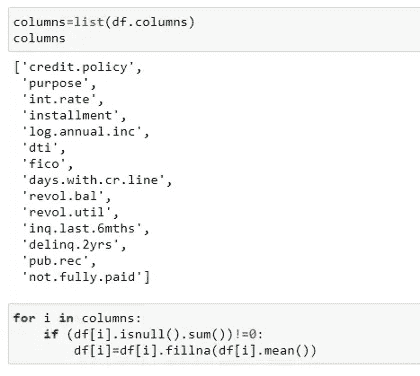 columns=list(df.columns)
columns
['credit.policy',
 'purpose',
 'int.rate',
 'installment',
 'log.annual.inc',
 'dti',
 'fico',
 'days.with.cr.line',
 'revol.bal',
 'revol.util',
 'inq.last.6mths',
 'delinq.2yrs',
 'pub.rec',
 'not.fully.paid']
for i in columns:
    if (df[i].isnull().sum())!=0:
        df[i]=df[i].fillna(df[i].mean())